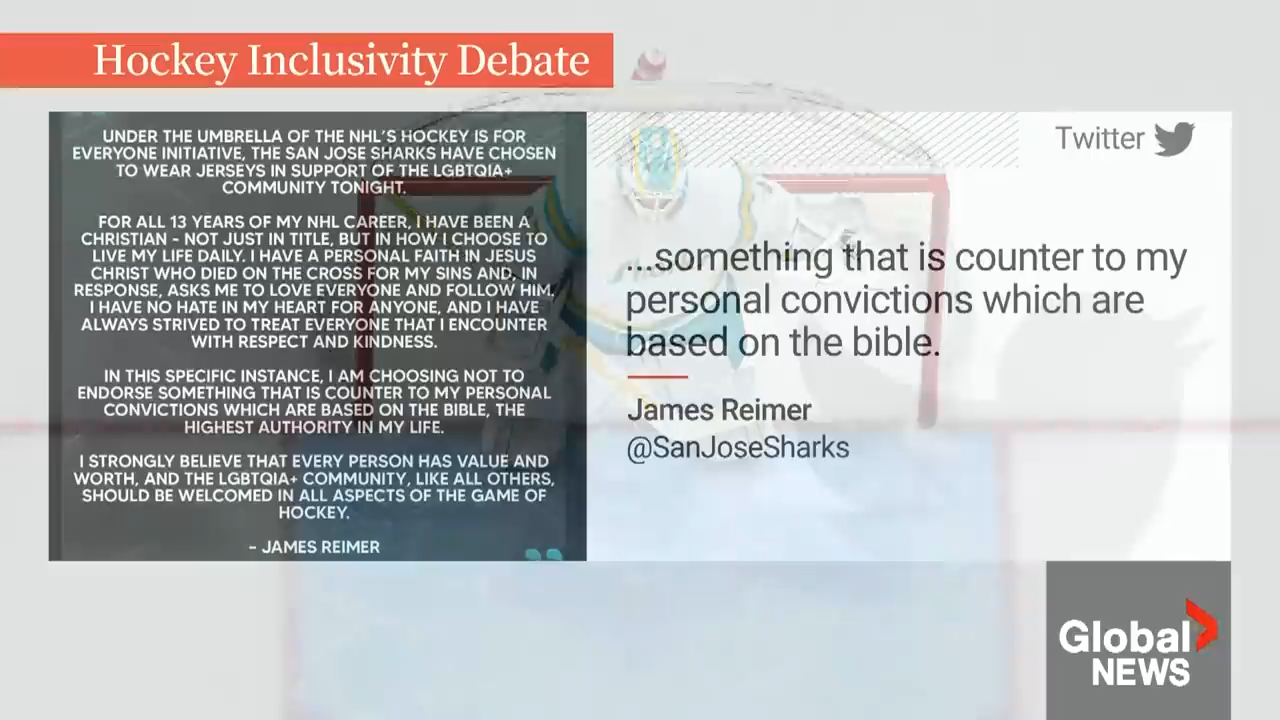 Hockey Inclusivity Debate
UNDER THE UMBRELLA OF THE NHL'S HOCKEY IS FOR
EVERYONE INITIATIVE, THE SAN JOSE SHARKS HAVE CHOSEN
TO WEAR JERSEYS IN SUPPORT OF THE LGBTQIA+
COMMUNITY TONIGHT.
FOR ALL 13 YEARS OF MY NHL CAREER, I HAVE BEEN A
CHRISTIAN - NOT JUST IN TITLE, BUT IN HOW I CHOOSE TO
LIVE MY LIFE DAILY. I HAVE A PERSONAL FAITH IN JESUS
CHRIST WHO DIED ON THE CROSS FOR MY SINS AND, IN
RESPONSE, ASKS ME TO LOVE EVERYONE AND FOLLOW HIM.
I HAVE NO HATE IN MY HEART FOR ANYONE, AND I HAVE
ALWAYS STRIVED TO TREAT EVERYONE THAT I ENCOUNTER
WITH RESPECT AND KINDNESS.
IN THIS SPECIFIC INSTANCE, I AM CHOOSING NOT TO
ENDORSE SOMETHING THAT IS COUNTER TO MY PERSONAL
CONVICTIONS WHICH ARE BASED ON THE BIBLE, THE
HIGHEST AUTHORITY IN MY LIFE.
I STRONGLY BELIEVE THAT EVERY PERSON HAS VALUE AND
WORTH, AND THE LGBTQIA+ COMMUNITY, LIKE ALL OTHERS,
SHOULD BE WELCOMED IN ALL ASPECTS OF THE GAME OF
HOCKEY.
- JAMES REIMER
Twitter
...something that is counter to my
personal convictions which are
based on the bible.
James Reimer
@SanJoseSharks
Global
NEWS